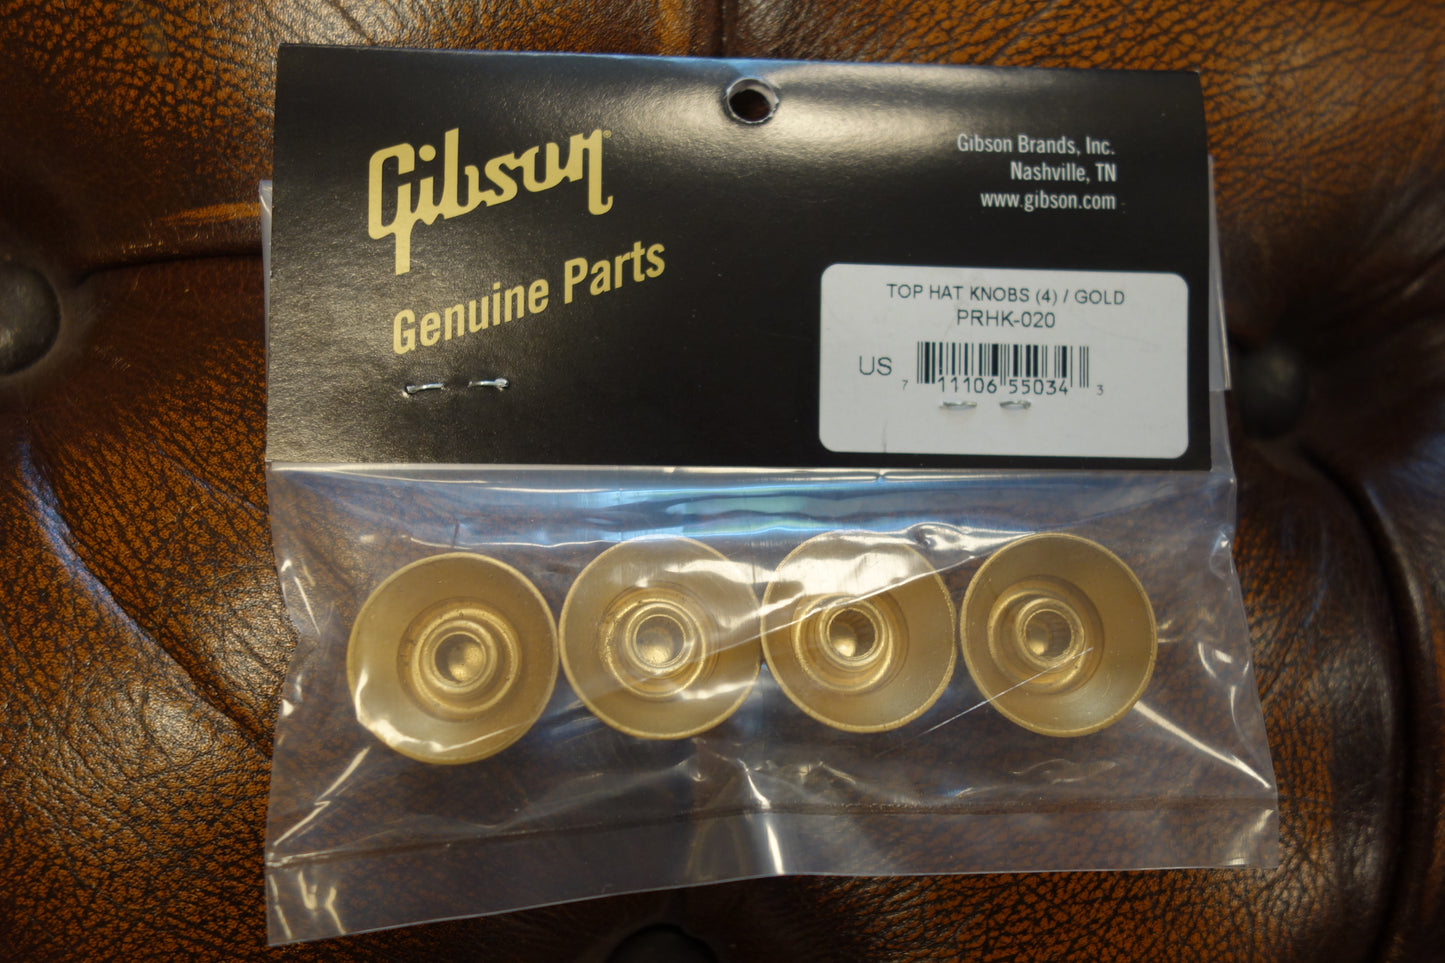 Gibson
Genuine Parts
Gibson Brands, Inc.
Nashville, TN
www.gibson.com
TOP HAT KNOBS (4) / GOLD
PRHK-020
US
7 11106 55034 3